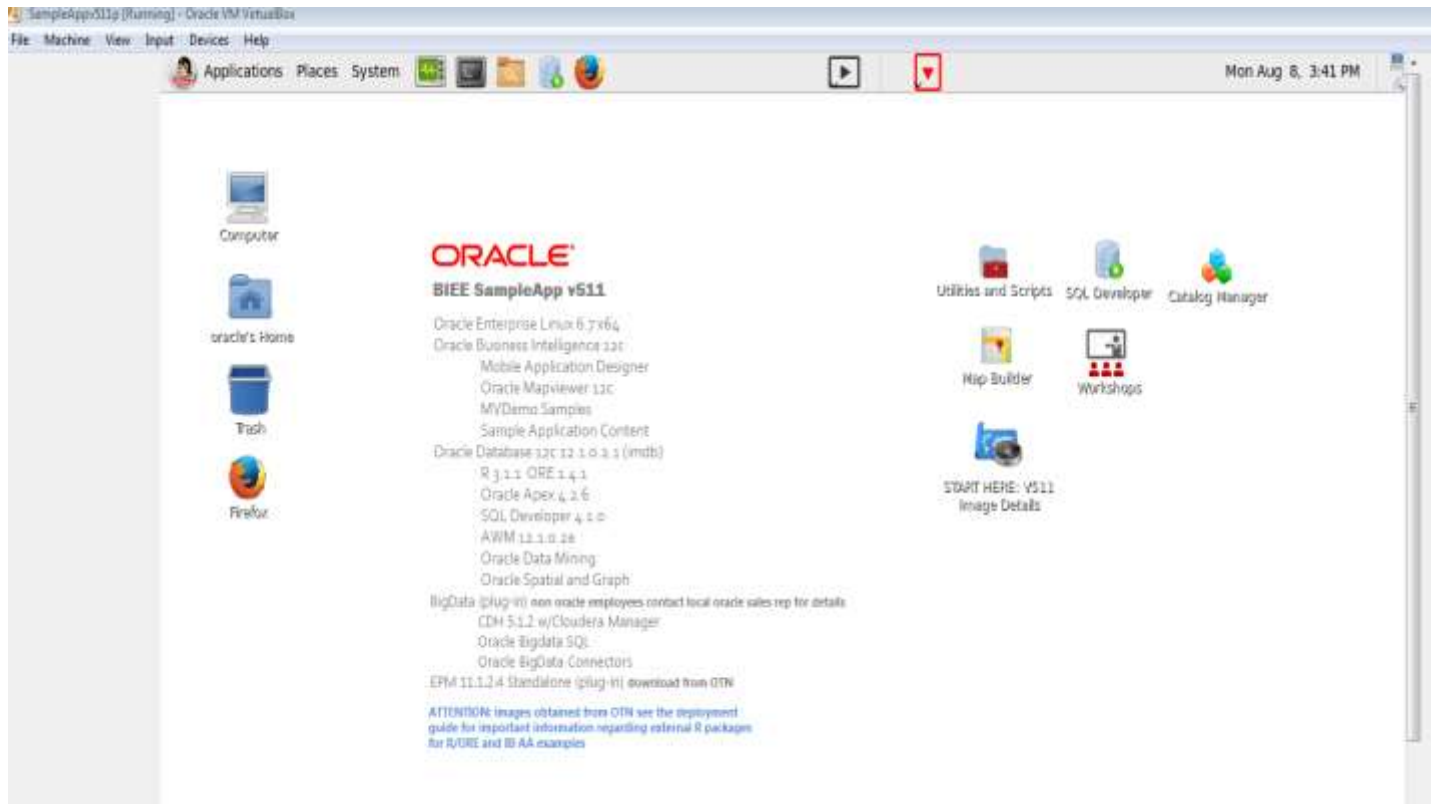 SampleAppv511p [Running] - Oracle VM VirtualBox
File Machine View Input Devices Help
Applications Places System
Mon Aug 8, 3:41 PM
Computer
oracle's Home
Trash
Firefox
ORACLE
BIEE SampleApp v511
Oracle Enterprise Linux 6.7 x64
Oracle Business Intelligence 12c
Mobile Application Designer
Oracle Mapviewer 12c
MVDemo Samples
Sample Application Content
Oracle Database 12c 12.1.0.2.1 (imdb)
R 3.1.1 ORE 1.4.1
Oracle Apex 4.2.6
SQL Developer 4.1.0
AWM
Oracle Data Mining
Oracle Spatial and Graph
BigData (plug-in) non oracle employees contact local oracle sales rep for details
CDH 5.1.2 w/Cloudera Manager
Oracle Bigdata SQL
Oracle BigData Connectors
EPM 11.1.2.4 Standalone (plug-in) download from OTN
ATTENTION: images obtained from OTN see the deployment
guide for important information regarding external R packages
for R/ORE and BI AA examples
Utilities and Scripts
SQL Developer
Catalog Manager
Map Builder
Workshops
START HERE: V511
Image Details